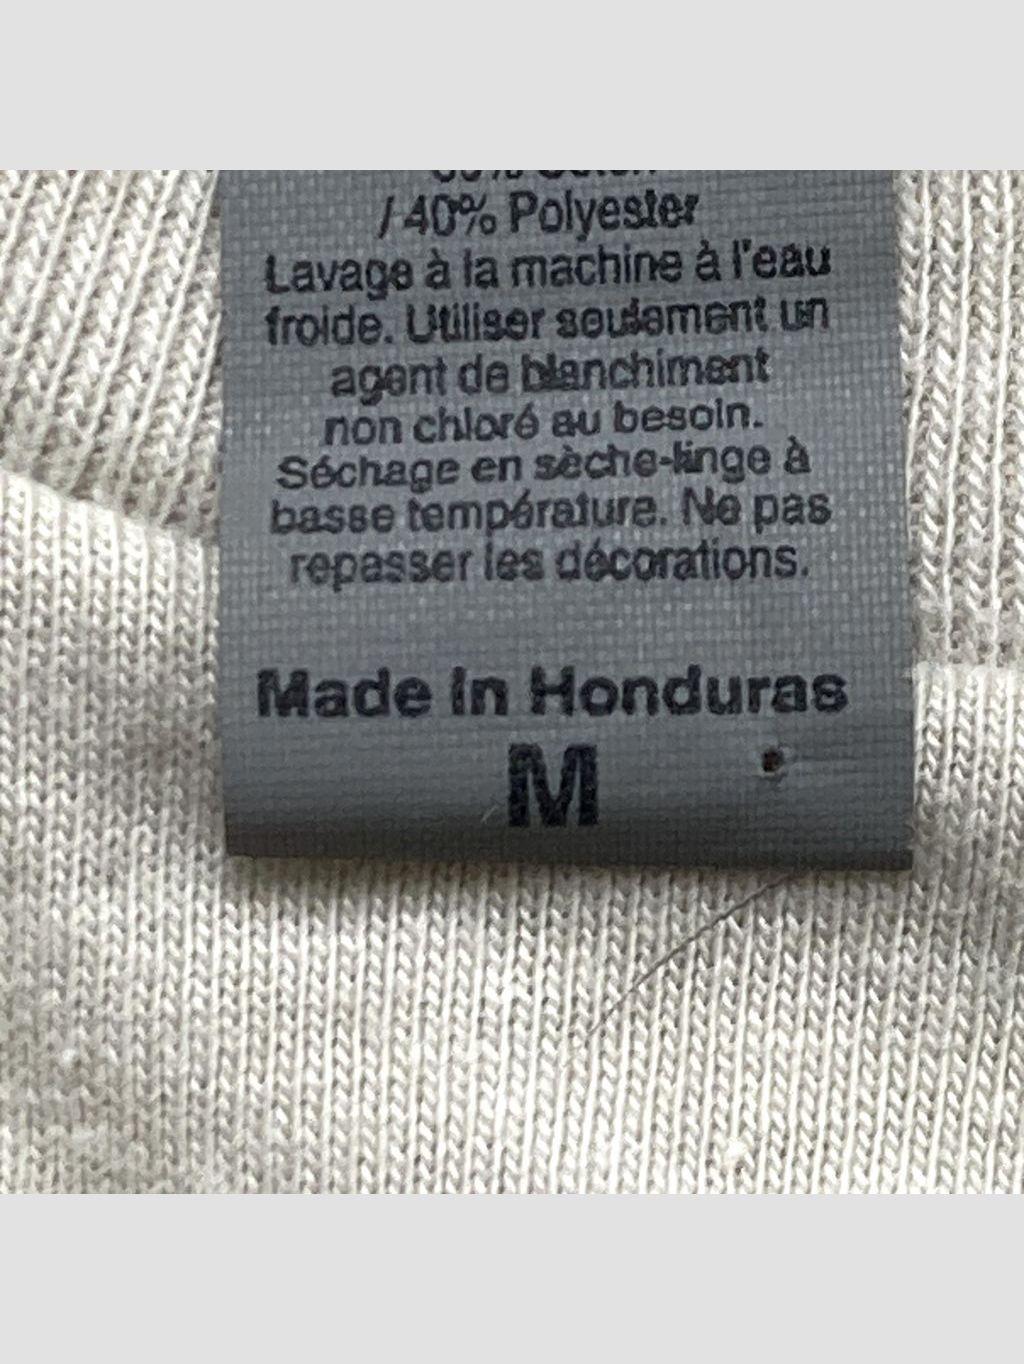 / 40% Polyester
Lavage à la machine à l'eau
froide. Utiliser seulement un
agent de blanchiment
non chloré au besoin.
Séchage en sèche-linge à
basse température. Ne pas
repasser les décorations.
Made in Honduras
M